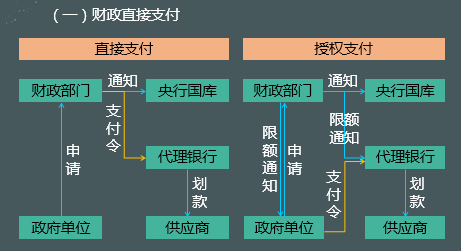 （一）财政直接支付
直接支付
授权支付
财政部门
通知
央行国库
支付令
申请
代理银行
划款
政府单位
供应商
财政部门
通知
央行国库
限额通知
限额通知
申请
代理银行
支付令
划款
政府单位
供应商